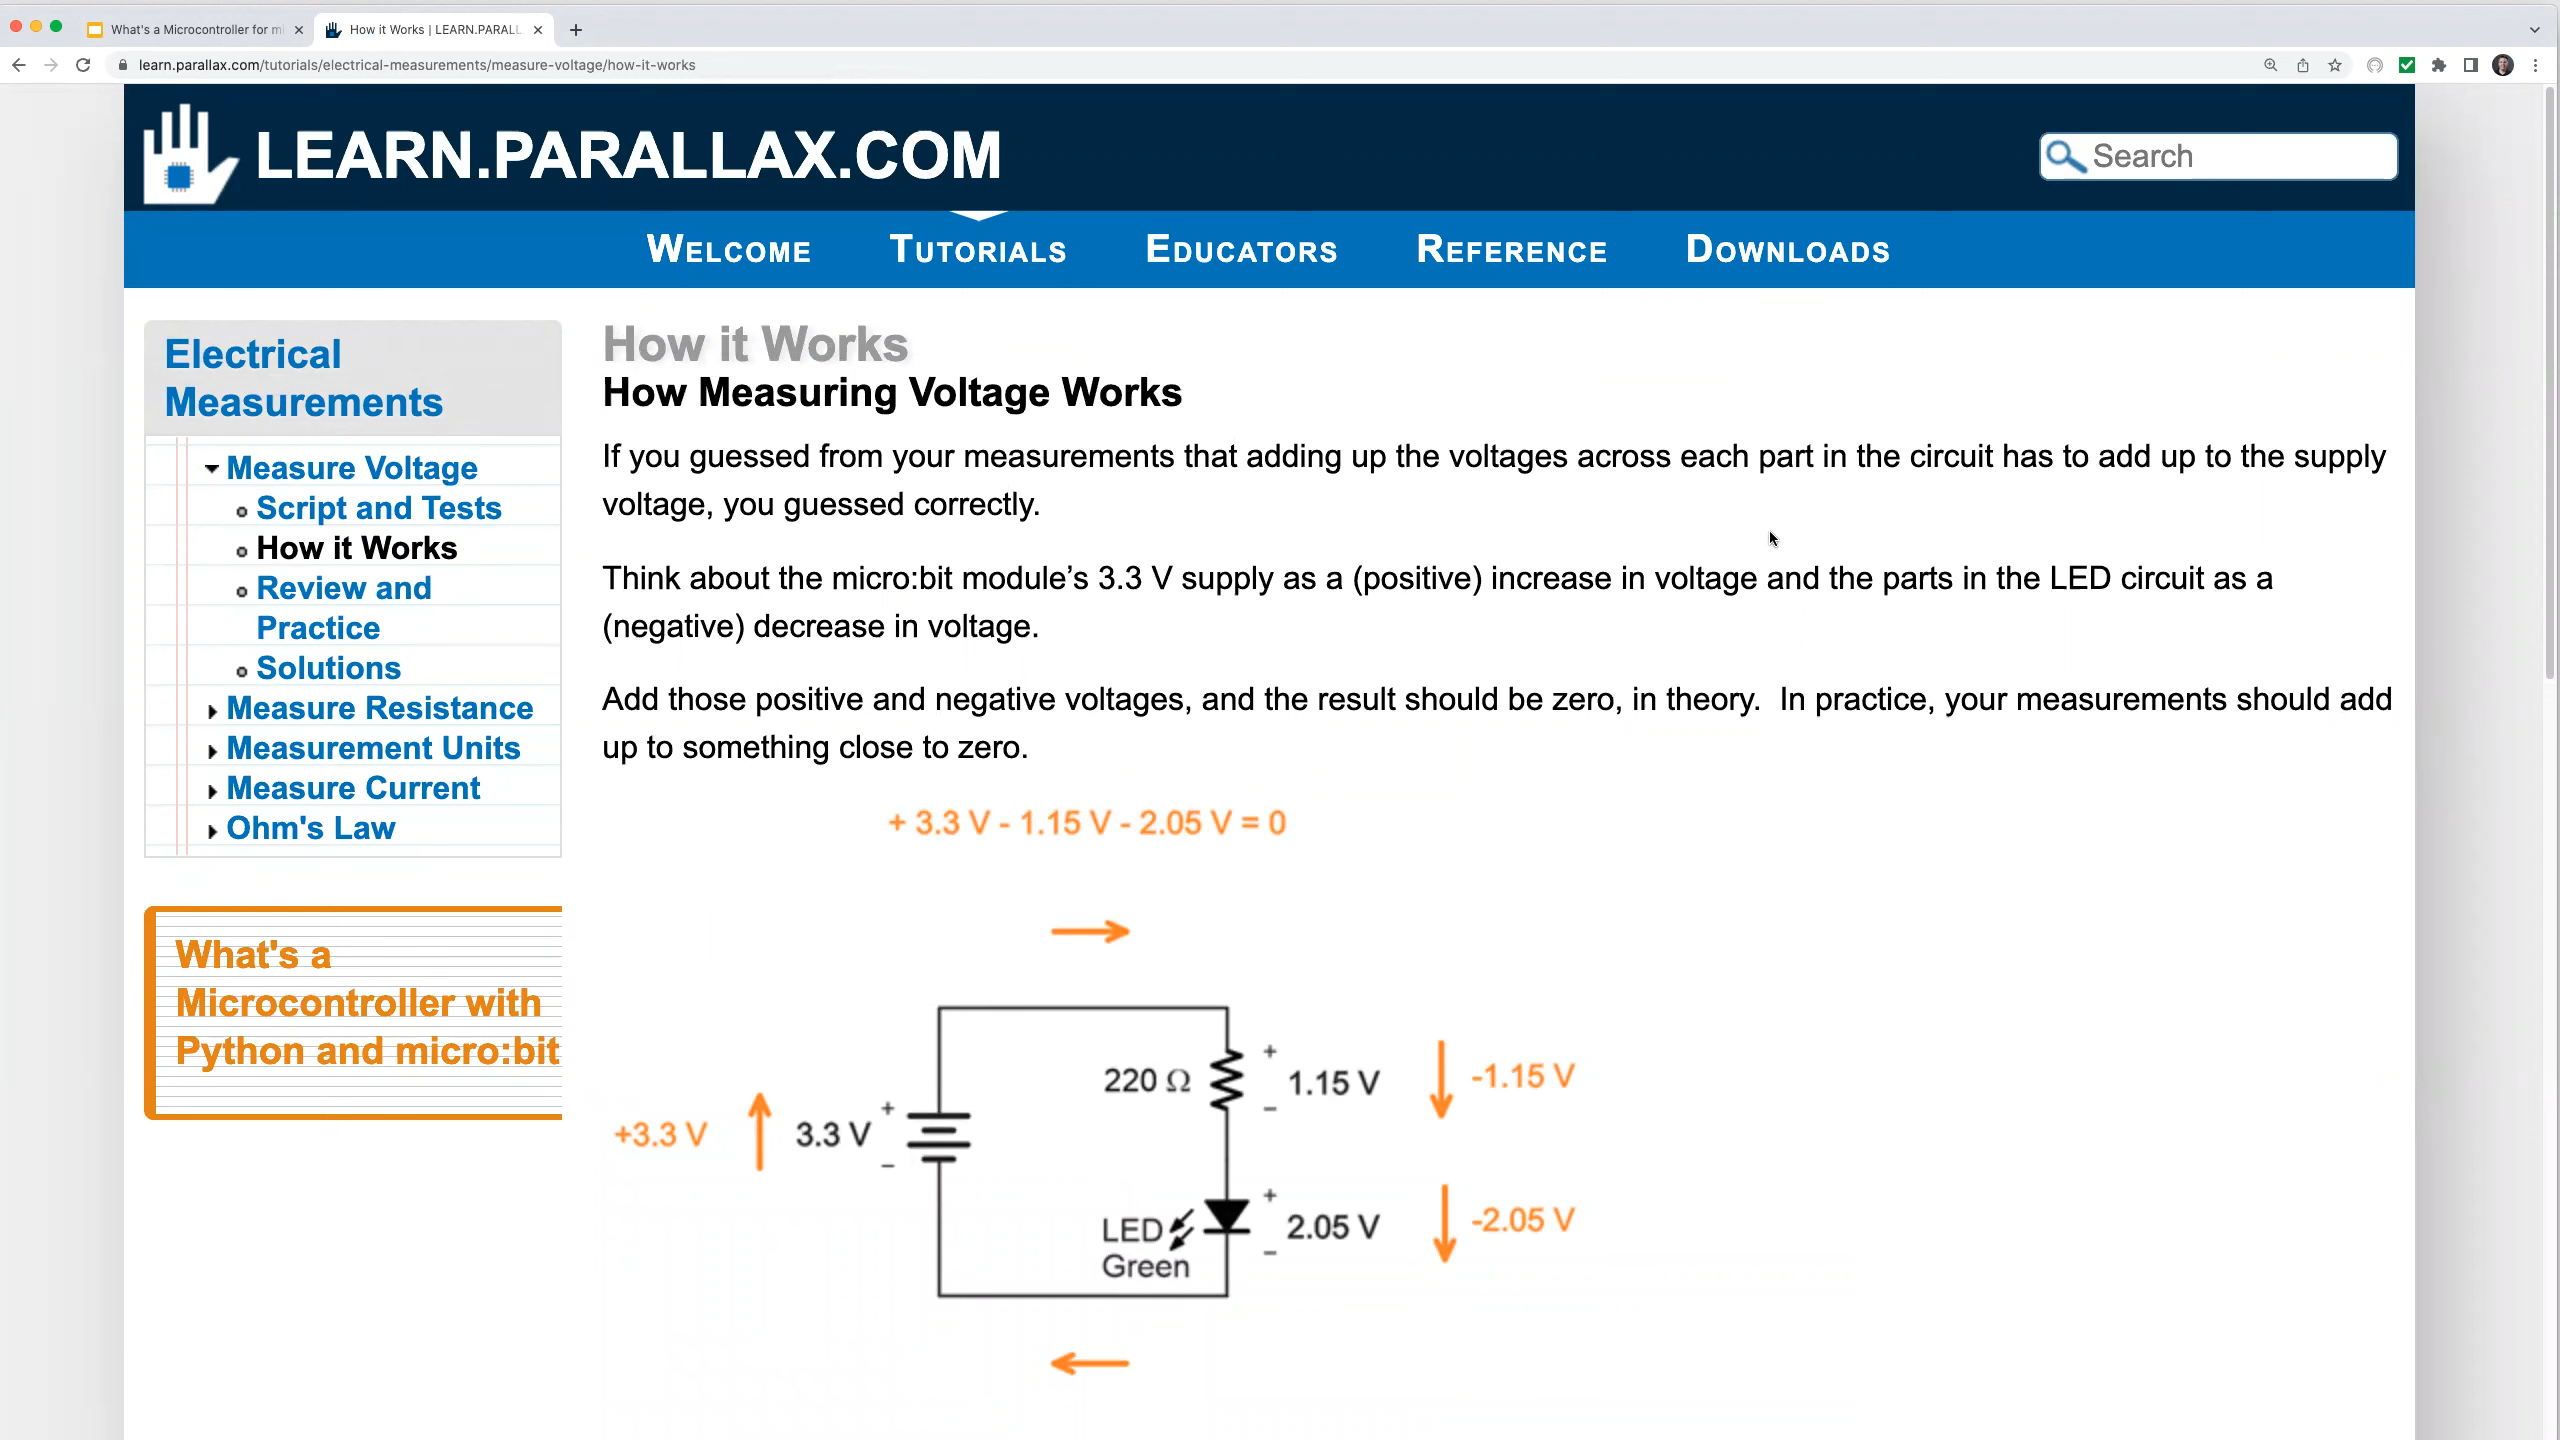 What's a Microcontroller for mi
How it Works | LEARN.PARALL
learn.parallax.com/tutorials/electrical-measurements/measure-voltage/how-it-works
LEARN.PARALLAX.COM
Search
WELCOME TUTORIALS EDUCATORS REFERENCE DOWNLOADS
Electrical
Measurements
Measure Voltage
Script and Tests
How it Works
Review and
Practice
Solutions
Measure Resistance
Measurement Units
Measure Current
Ohm's Law
What's a
Microcontroller with
Python and micro:bit
How it Works
How Measuring Voltage Works
If you guessed from your measurements that adding up the voltages across each part in the circuit has to add up to the supply
voltage, you guessed correctly.
Think about the micro:bit module’s 3.3 V supply as a (positive) increase in voltage and the parts in the LED circuit as a
(negative) decrease in voltage.
Add those positive and negative voltages, and the result should be zero, in theory.  In practice, your measurements should add
up to something close to zero.
+ 3.3 V - 1.15 V - 2.05 V = 0
220 Ω + 1.15 V - -1.15 V
+3.3 V 3.3 V + -
LED
Green
+ 2.05 V - -2.05 V